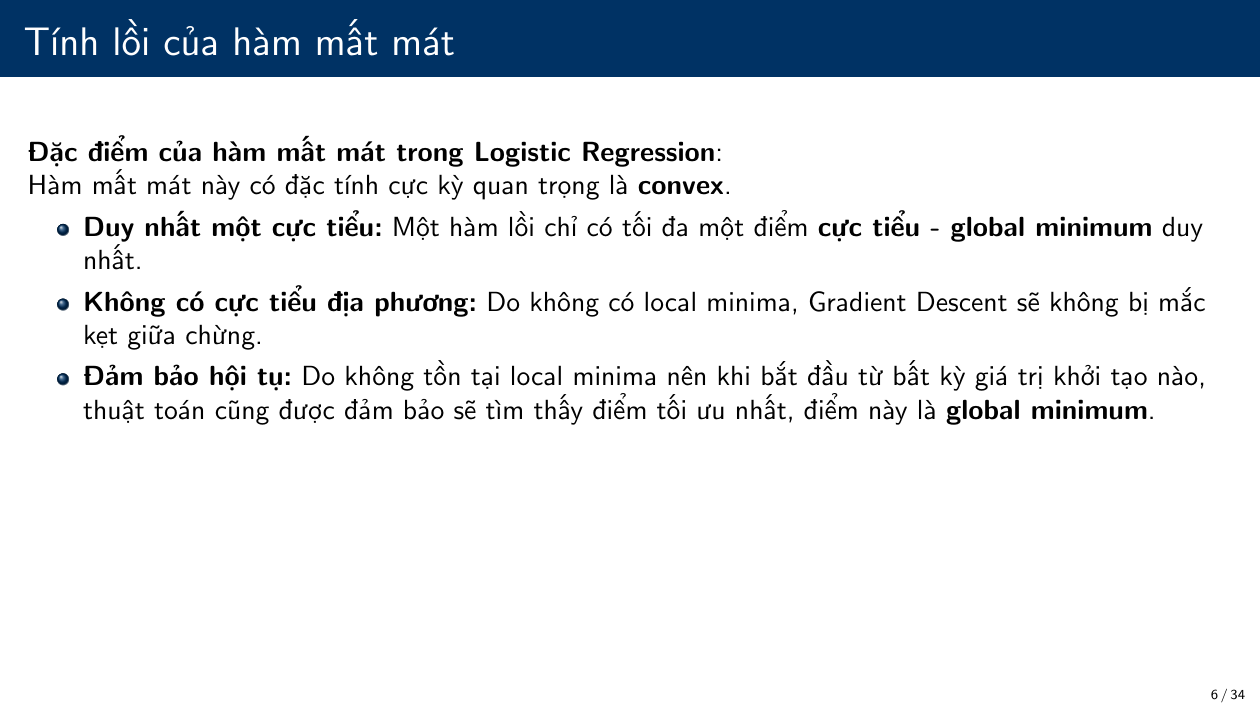 Tính lồi của hàm mất mát
Đặc điểm của hàm mất mát trong Logistic Regression:
Hàm mất mát này có đặc tính cực kỳ quan trọng là convex.
Duy nhất một cực tiểu: Một hàm lồi chỉ có tối đa một điểm cực tiểu - global minimum duy
nhất.
Không có cực tiểu địa phương: Do không có local minima, Gradient Descent sẽ không bị mắc
kẹt giữa chừng.
Đảm bảo hội tụ: Do không tồn tại local minima nên khi bắt đầu từ bất kỳ giá trị khởi tạo nào,
thuật toán cũng được đảm bảo sẽ tìm thấy điểm tối ưu nhất, điểm này là global minimum.
6 / 34